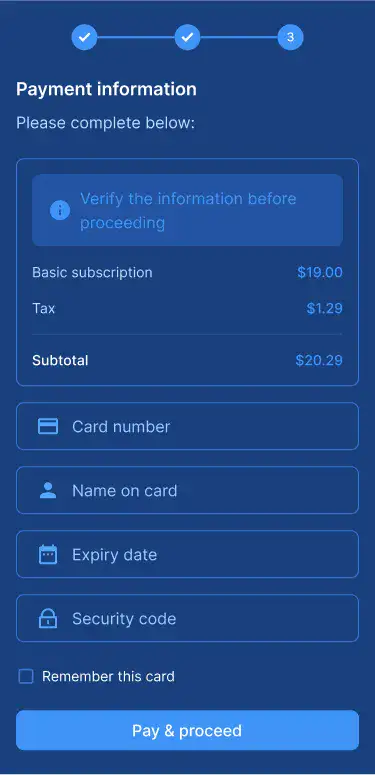 3
Payment information
Please complete below:
Verify the information before
proceeding
Basic subscription $19.00
Tax $1.29
Subtotal $20.29
Card number
Name on card
Expiry date
Security code
Remember this card
Pay & proceed